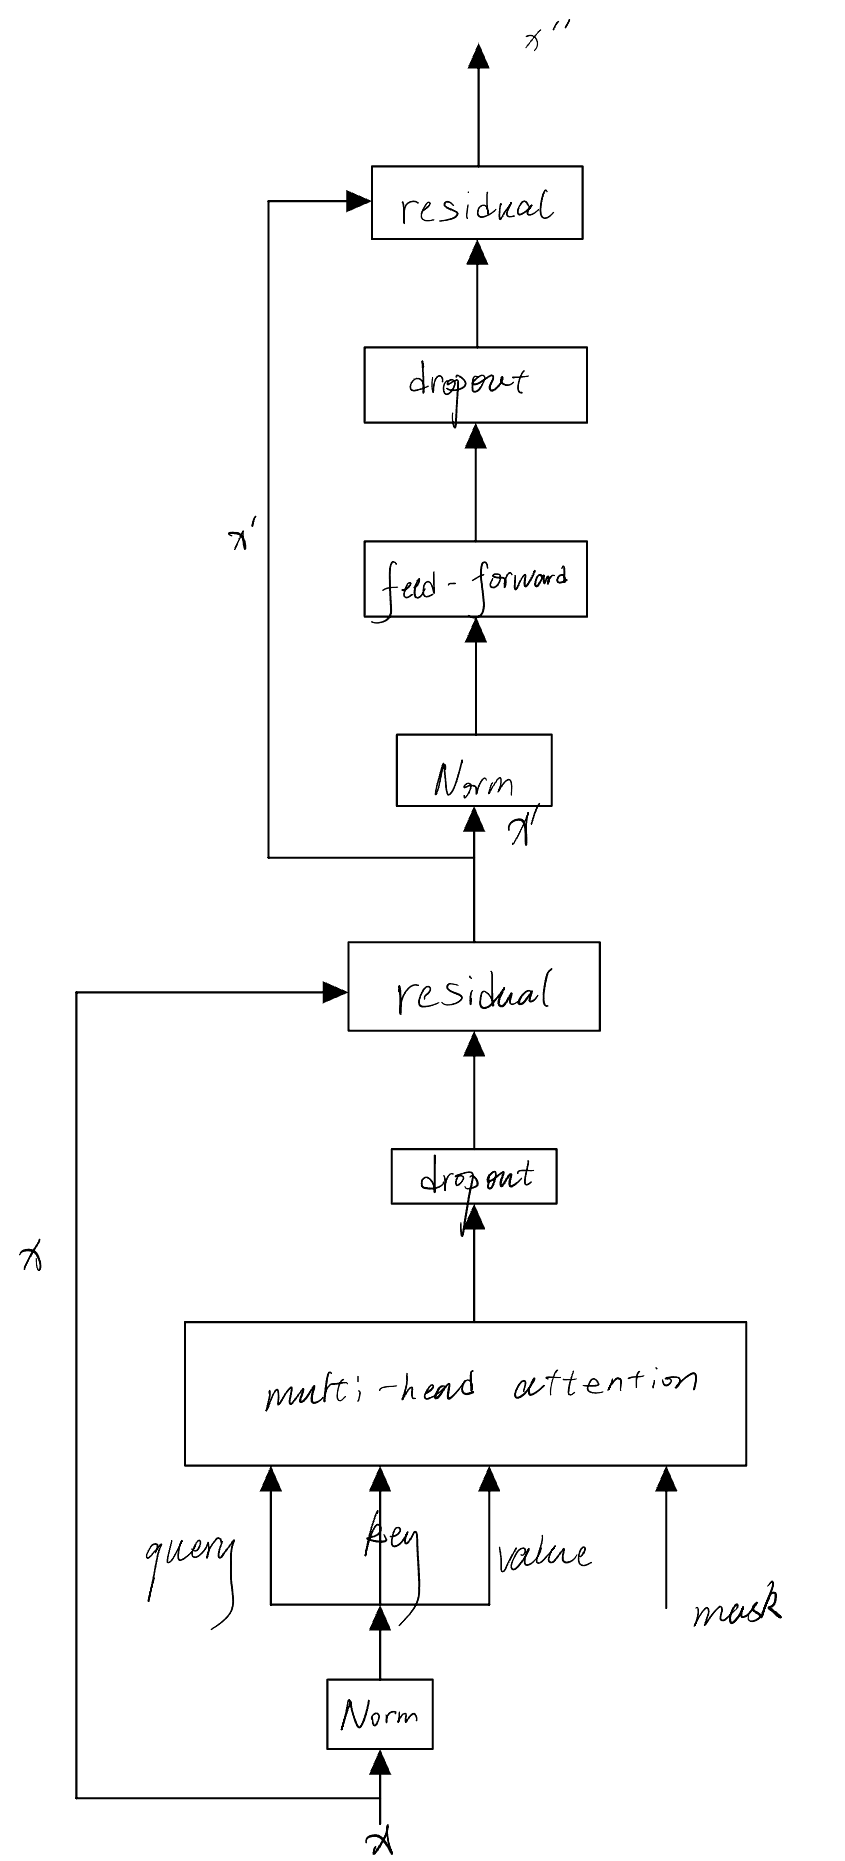 x''
residual
dropout
x'
feed-forward
Norm
x'
residual
dropout
x
multi-head attention
query
key
value
mask
Norm
x